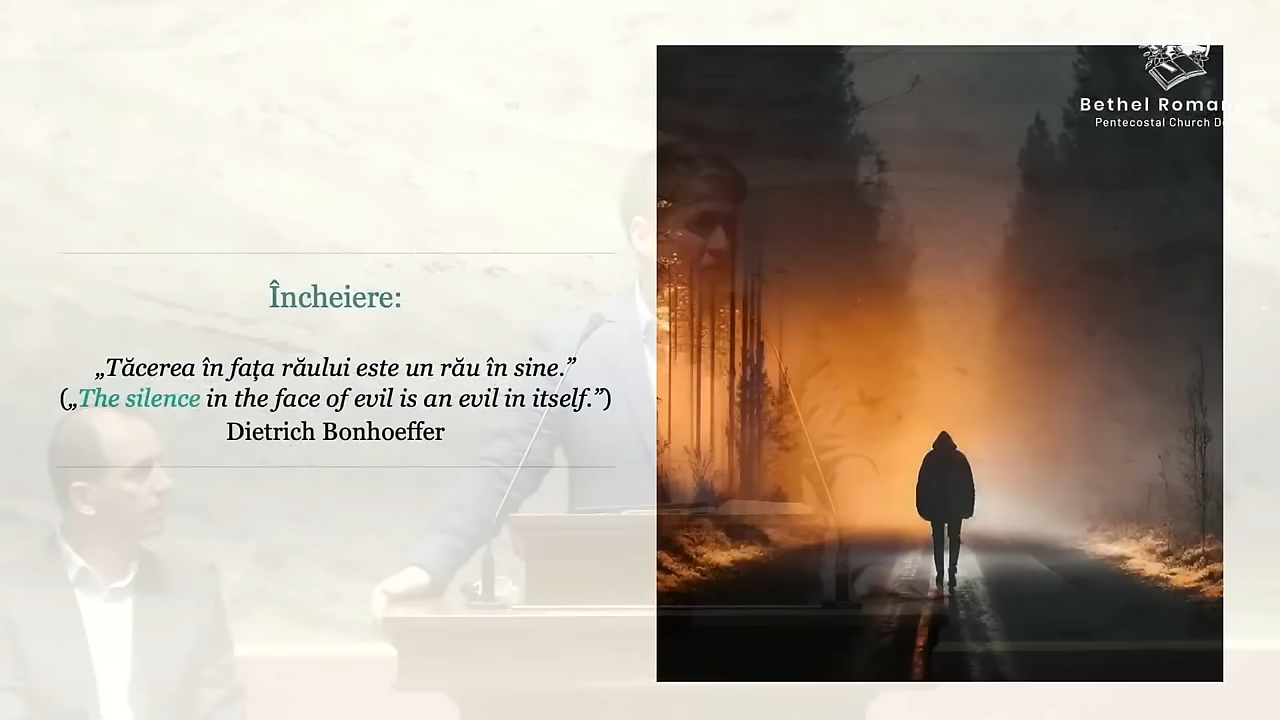 Încheiere:
„Tăcerea în fața răului este un rău în sine.”
(„The silence in the face of evil is an evil in itself.”)
Dietrich Bonhoeffer
Bethel Roman
Pentecostal Church D